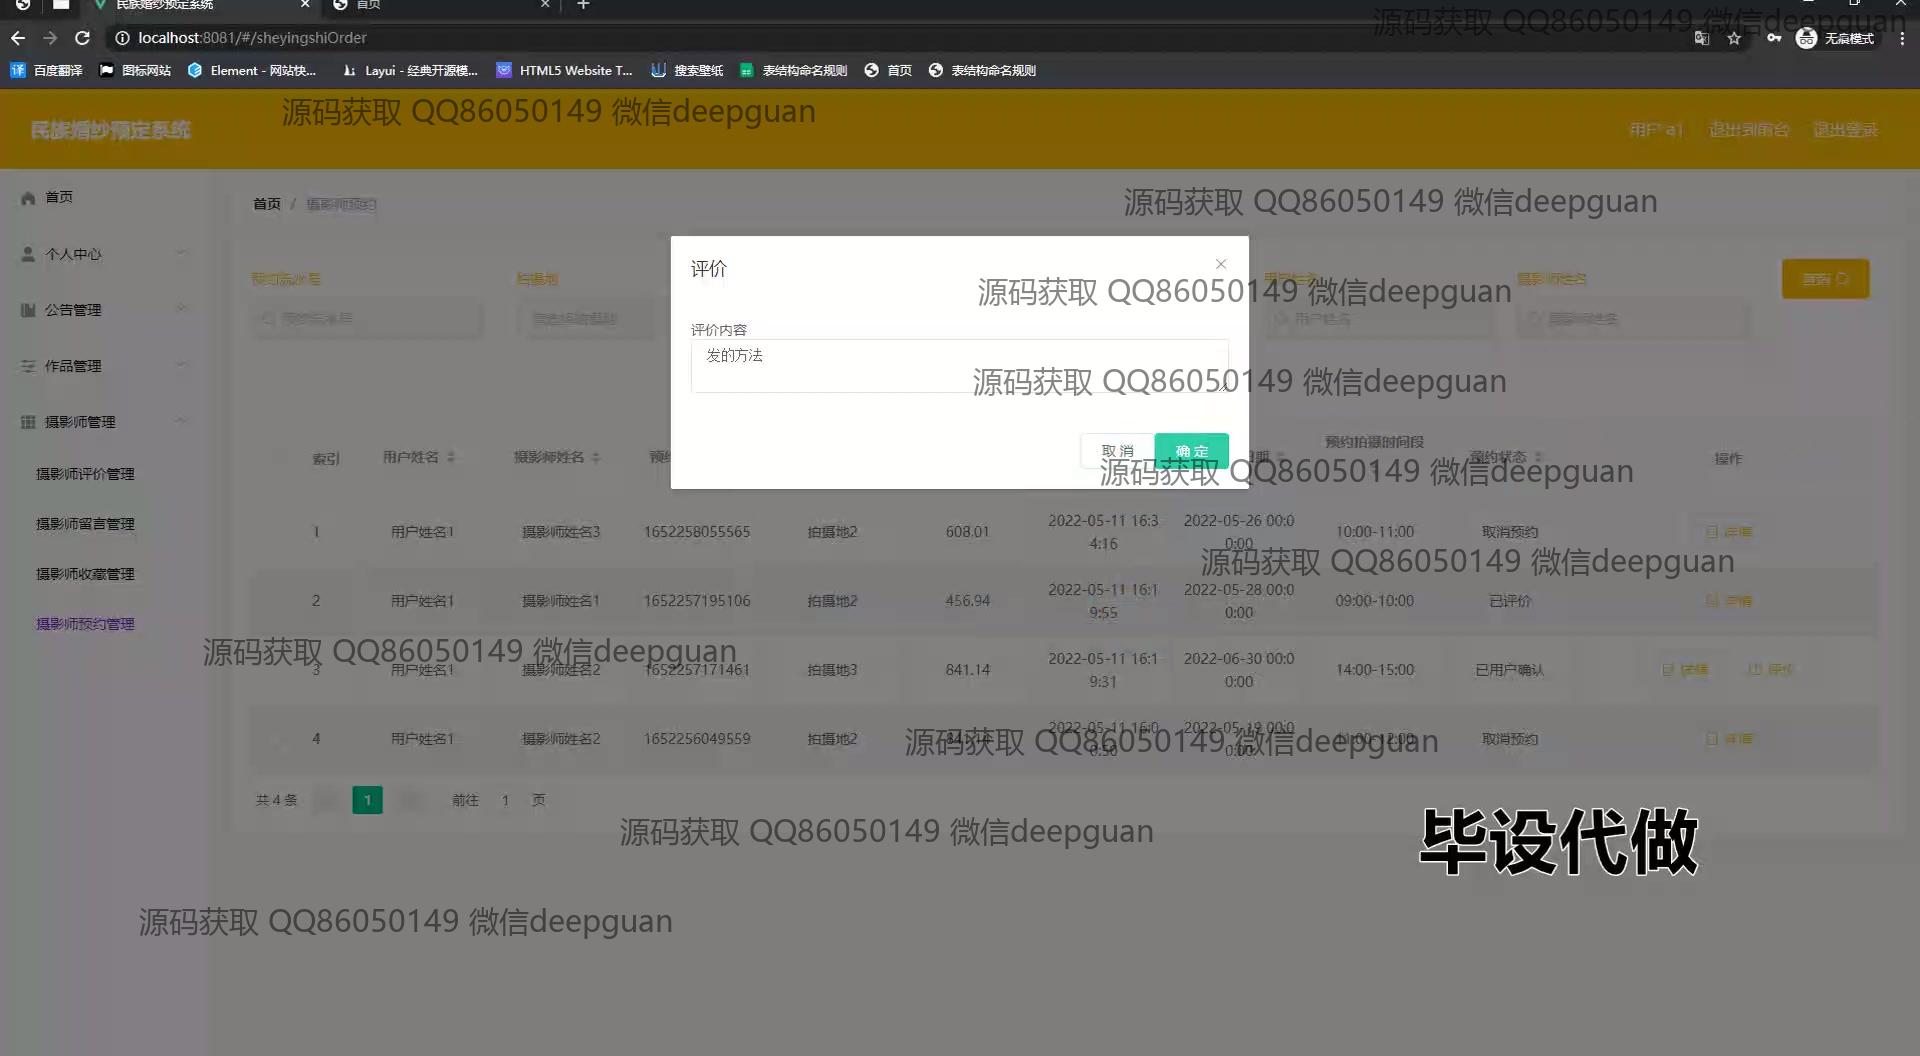 民族婚纱预定系统
首页
localhost:8081/#/sheyingshiOrder
无痕模式
百度翻译
图标网站
Element - 网站快...
Layui - 经典开源模...
HTML5 Website T...
搜索壁纸
表结构命名规则
首页
表结构命名规则
源码获取 QQ86050149 微信deepguan
源码获取 QQ86050149 微信deepguan
民族婚纱预定系统
用户 a1
退出到前台
退出登录
首页
个人中心
公告管理
作品管理
摄影师管理
摄影师评价管理
摄影师留言管理
摄影师收藏管理
摄影师预约管理
首页 / 摄影师预约
源码获取 QQ86050149 微信deepguan
预约流水号
拍摄地
用户姓名
摄影师姓名
查询
预约流水号
用户姓名
摄影师姓名
评价
源码获取 QQ86050149 微信deepguan
评价内容
发的方法
源码获取 QQ86050149 微信deepguan
取 消
确 定
源码获取 QQ86050149 微信deepguan
索引 用户姓名 摄影师姓名 预约拍摄时间段 预约状态 操作
1 用户姓名1 摄影师姓名3 1652258055565 拍摄地2 608.01 2022-05-11 16:34:16 2022-05-26 00:00:00 10:00-11:00 取消预约 详情
源码获取 QQ86050149 微信deepguan
2 用户姓名1 摄影师姓名1 1652257195106 拍摄地2 456.94 2022-05-11 16:19:55 2022-05-28 00:00:00 09:00-10:00 已评价 详情
源码获取 QQ86050149 微信deepguan
3 用户姓名1 摄影师姓名2 1652257171461 拍摄地3 841.14 2022-05-11 16:19:31 2022-06-30 00:00:00 14:00-15:00 已用户确认 详情 评价
4 用户姓名1 摄影师姓名2 1652256049559 拍摄地2 2022-05-11 16:00:50 2022-05-19 00:00:00 11:00-12:00 取消预约 详情
源码获取 QQ86050149 微信deepguan
共 4 条 1 前往 1 页
源码获取 QQ86050149 微信deepguan
毕设代做
源码获取 QQ86050149 微信deepguan